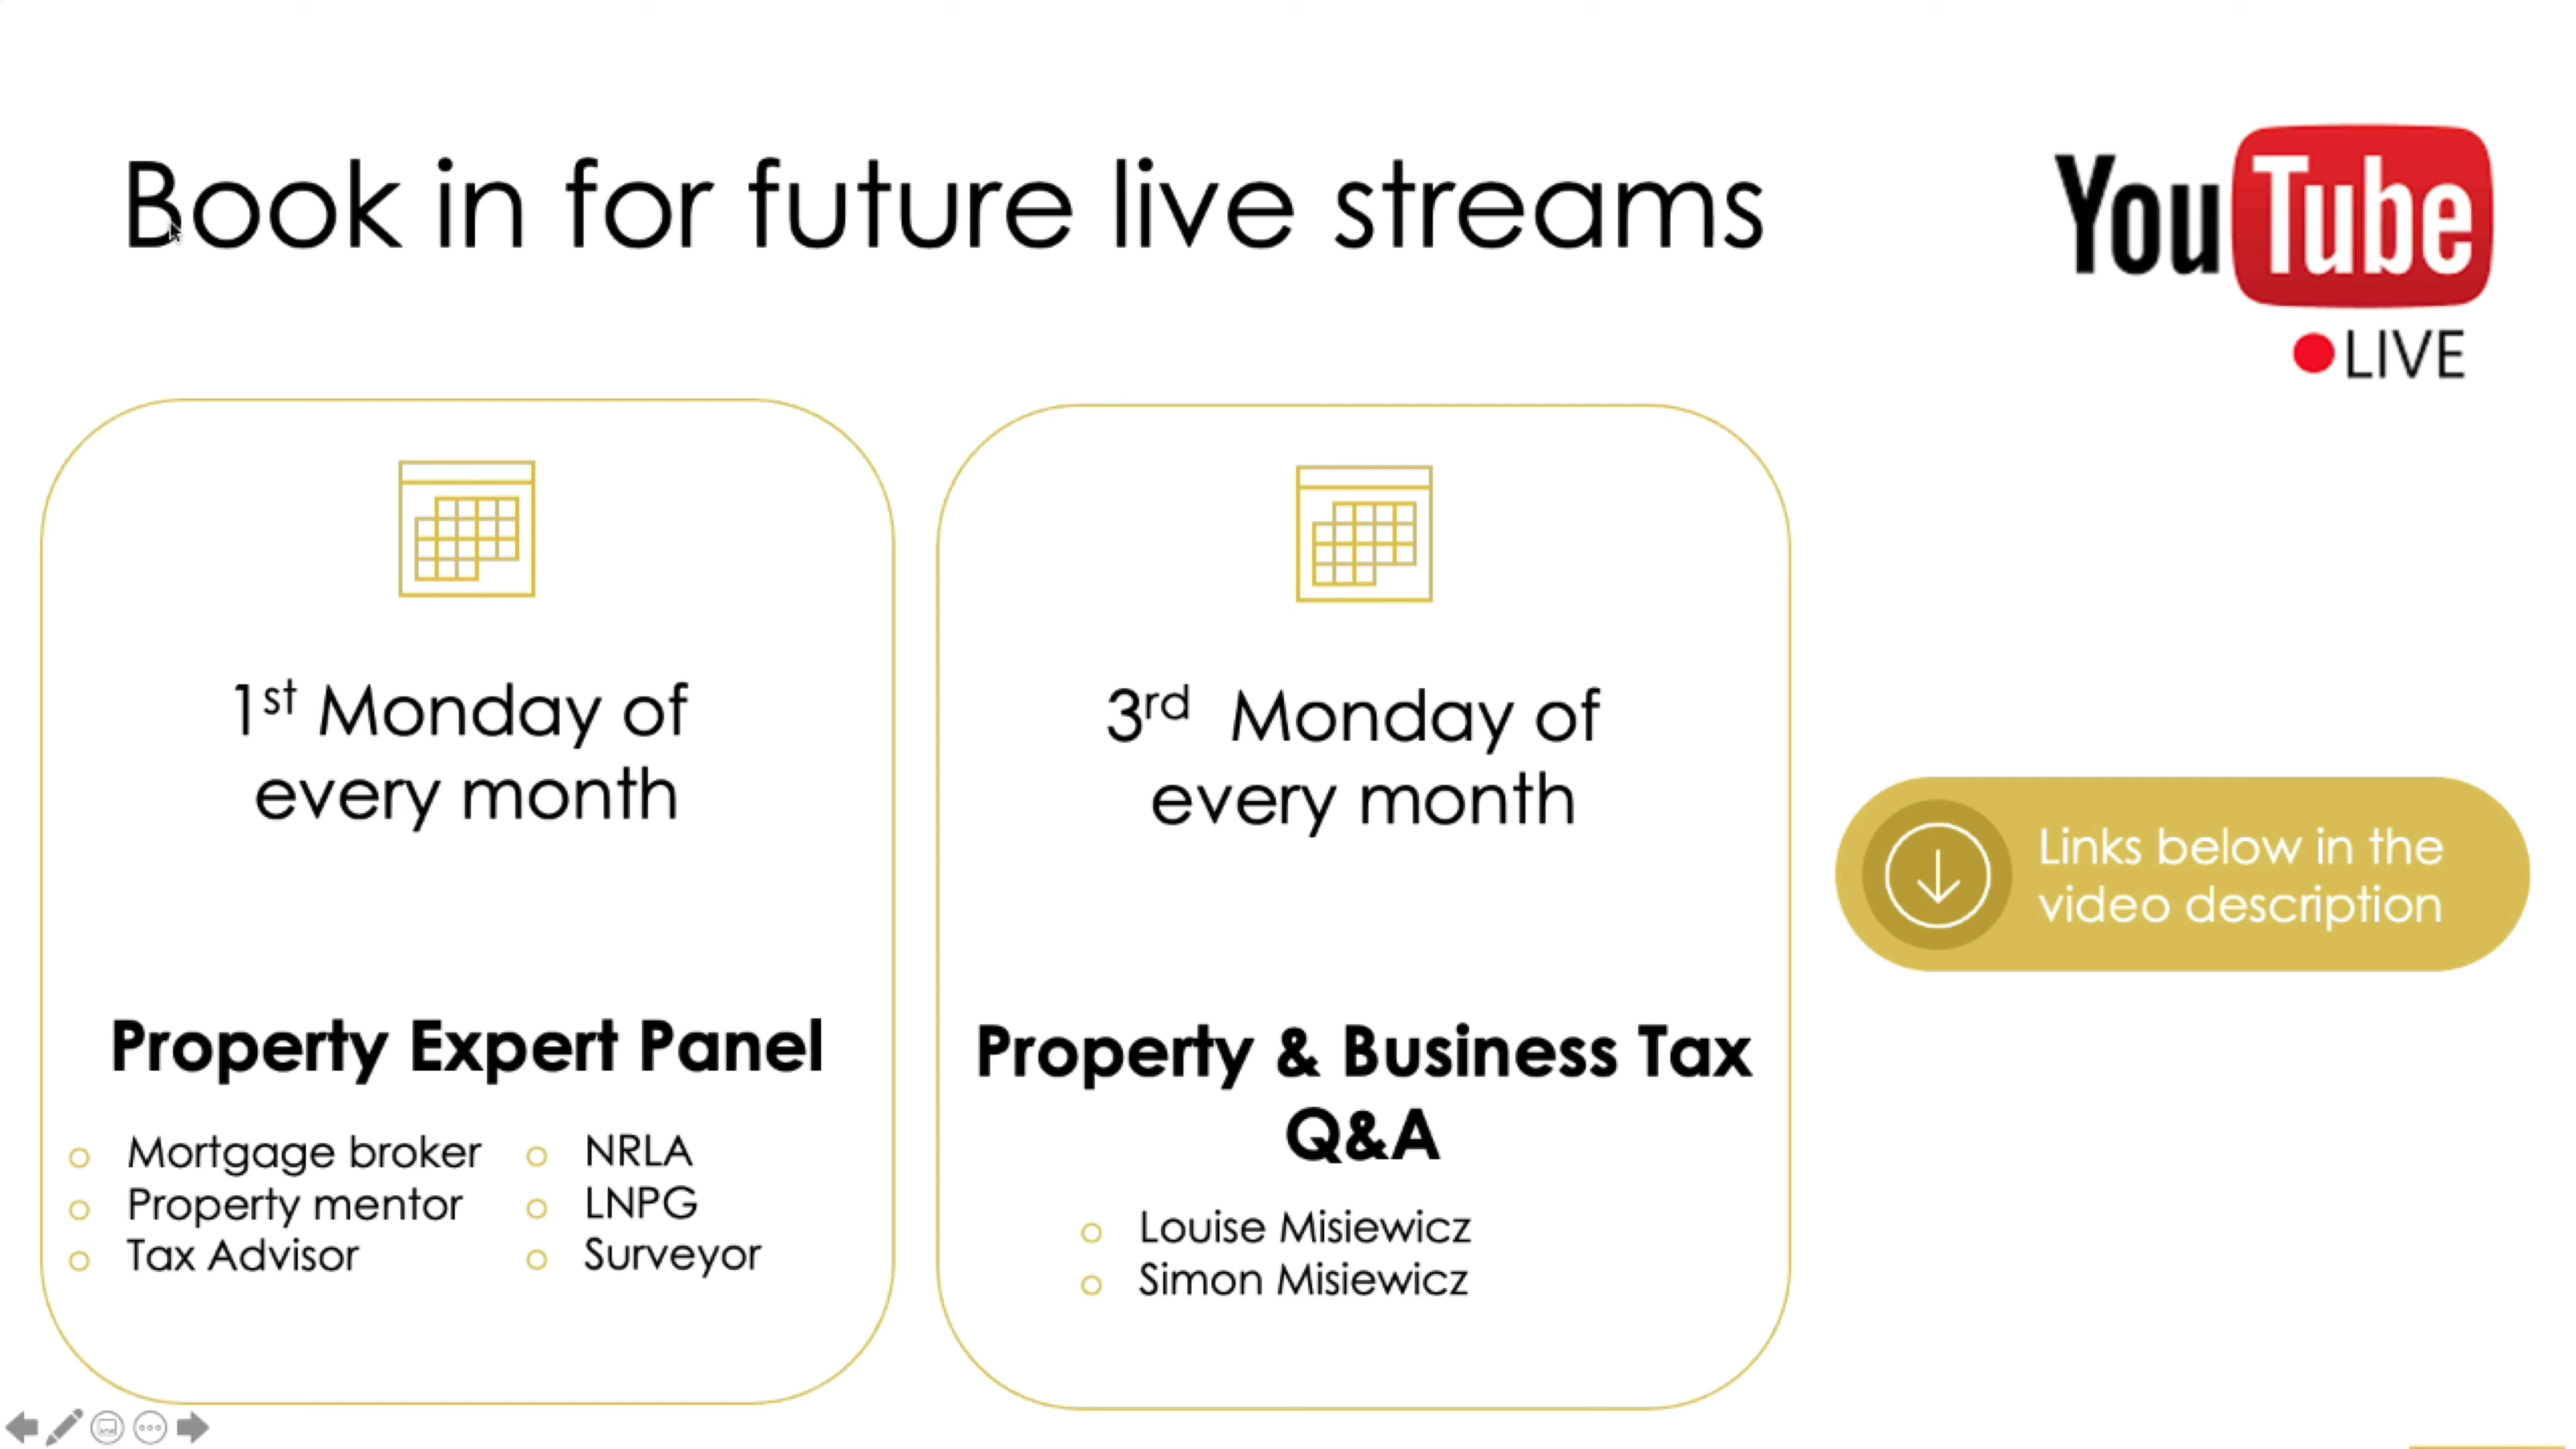 Book in for future live streams
YouTube
LIVE
1st Monday of
every month
Property Expert Panel
Mortgage broker
Property mentor
Tax Advisor
NRLA
LNPG
Surveyor
3rd Monday of
every month
Property & Business Tax
Q&A
Louise Misiewicz
Simon Misiewicz
Links below in the
video description